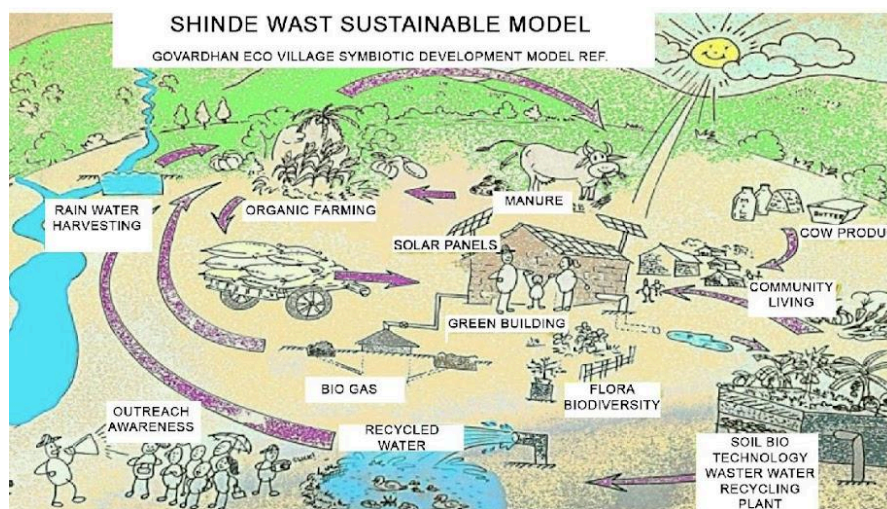 SHINDE WAST SUSTAINABLE MODEL
GOVARDHAN ECO VILLAGE SYMBIOTIC DEVELOPMENT MODEL REF.
RAIN WATER
HARVESTING
ORGANIC FARMING
MANURE
SOLAR PANELS
MILK
BUTTER
COW PRODU
COMMUNITY
LIVING
GREEN BUILDING
BIO GAS
FLORA
BIODIVERSITY
OUTREACH
AWARENESS
RECYCLED
WATER
SOIL BIO
TECHNOLOGY
WASTER WATER
RECYCLING
PLANT